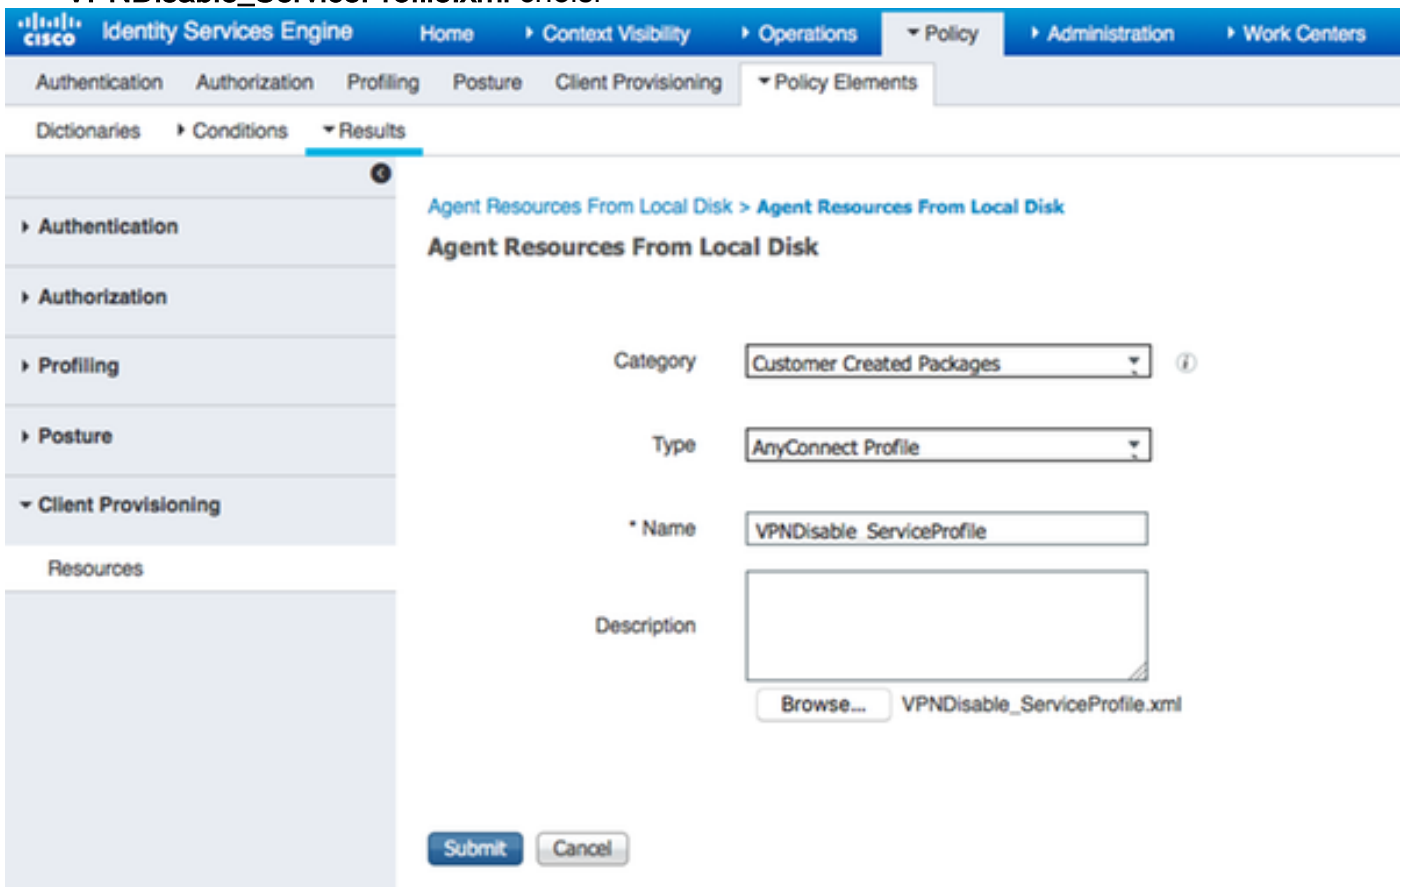 VPNDisable_ServiceProfile.xml
cisco Identity Services Engine Home Context Visibility Operations Policy Administration Work Centers
Authentication Authorization Profiling Posture Client Provisioning Policy Elements
Dictionaries Conditions Results
Agent Resources From Local Disk > Agent Resources From Local Disk
Authentication
Agent Resources From Local Disk
Authorization
Category Customer Created Packages
Profiling
Posture
Type AnyConnect Profile
Client Provisioning
* Name VPNDisable_ServiceProfile
Resources
Description
Browse... VPNDisable_ServiceProfile.xml
Submit Cancel